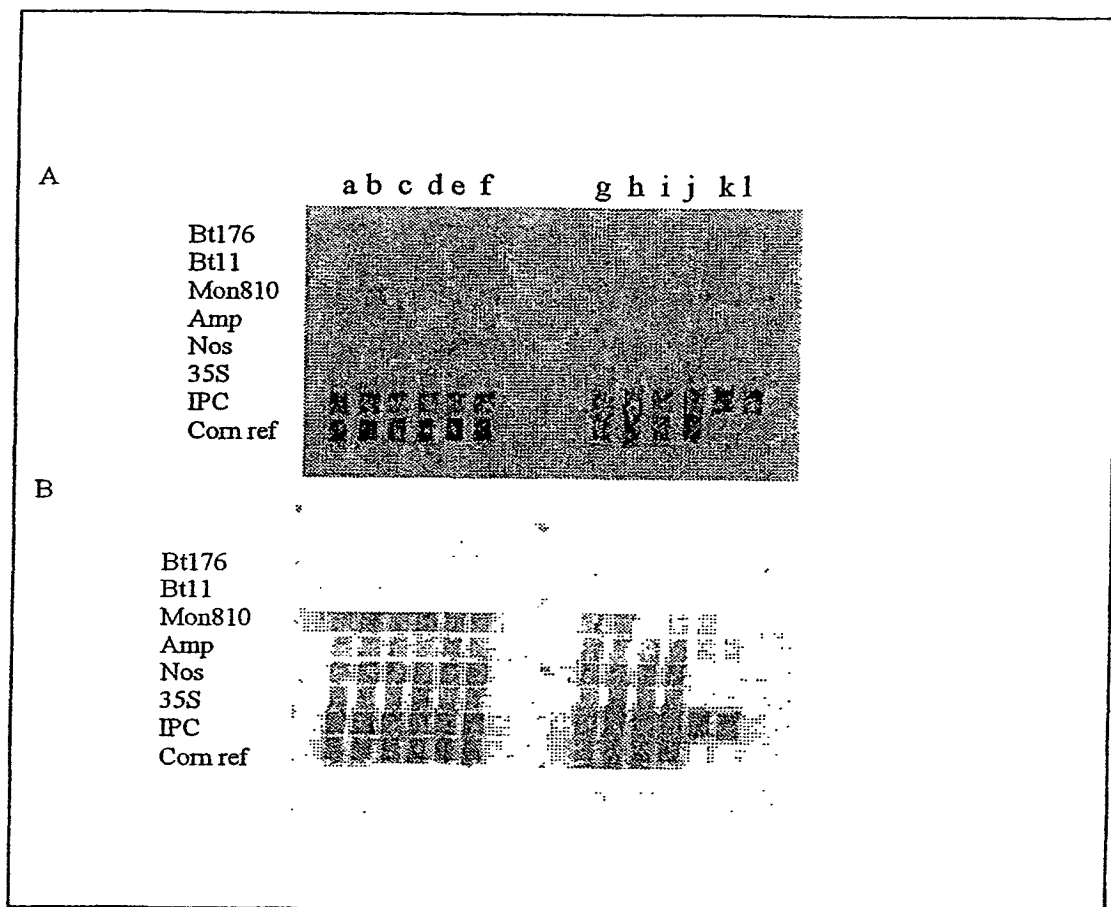 A
a b c d e f g h i j k l
Bt176
Bt11
Mon810
Amp
Nos
35S
IPC
Corn ref
B
Bt176
Bt11
Mon810
Amp
Nos
35S
IPC
Corn ref